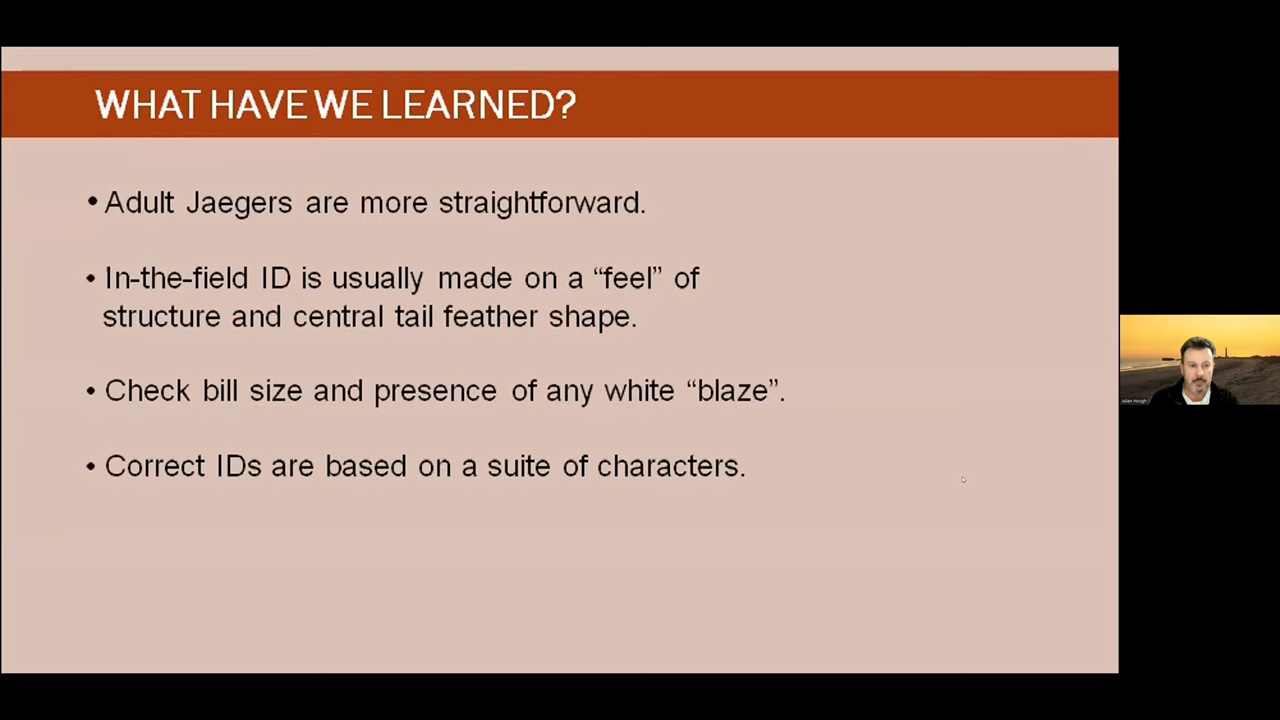 WHAT HAVE WE LEARNED?
• Adult Jaegers are more straightforward.
• In-the-field ID is usually made on a “feel” of
structure and central tail feather shape.
• Check bill size and presence of any white “blaze”.
• Correct IDs are based on a suite of characters.
Julian Hough